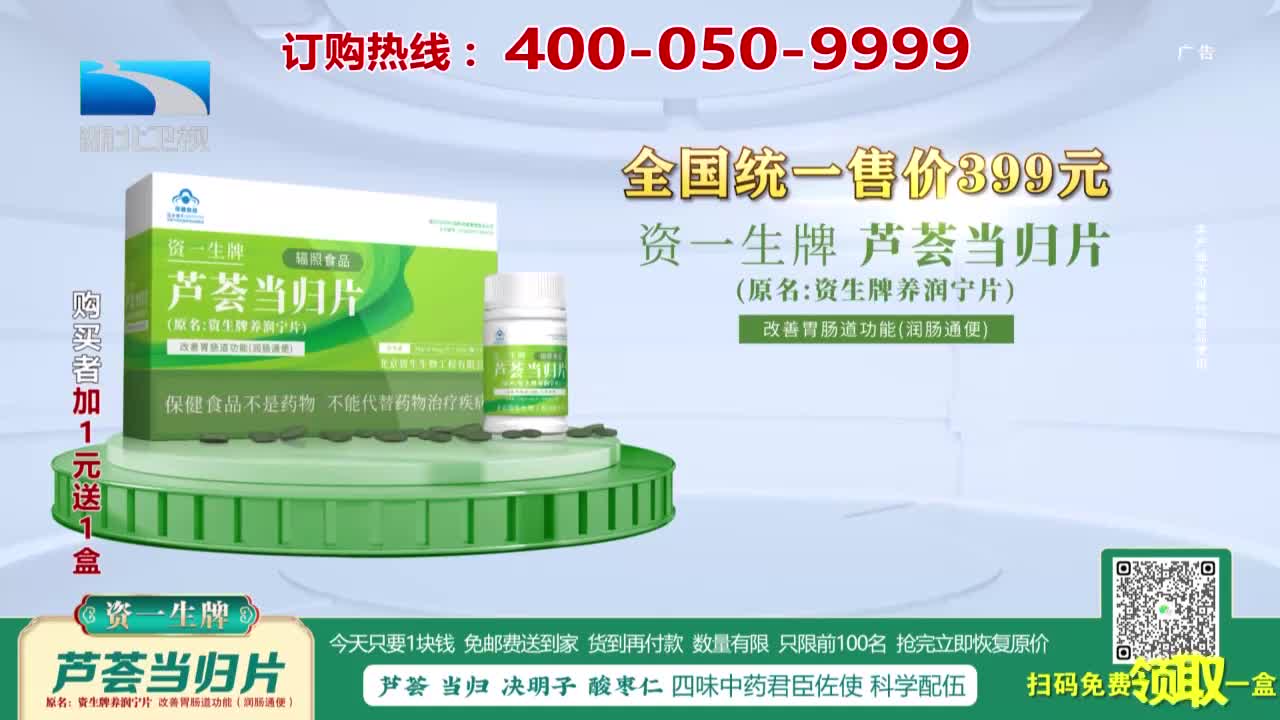 订购热线：400-050-9999
广告
湖北卫视
全国统一售价399元
资一生牌 芦荟当归片
(原名:资生牌养润宁片)
改善胃肠道功能(润肠通便)
资一生牌
辐照食品
芦荟当归片
(原名:资生牌养润宁片)
改善胃肠道功能(润肠通便)
保健食品不是药物 不能代替药物治疗疾病
辐照食品
芦荟当归片
购买者加1元送1盒
资一生牌
芦荟当归片
原名：资生牌养润宁片 改善胃肠道功能（润肠通便）
今天只要1块钱 免邮费送到家 货到再付款 数量有限 只限前100名 抢完立即恢复原价
芦荟 当归 决明子 酸枣仁 四味中药君臣佐使 科学配伍
扫码免费领取一盒